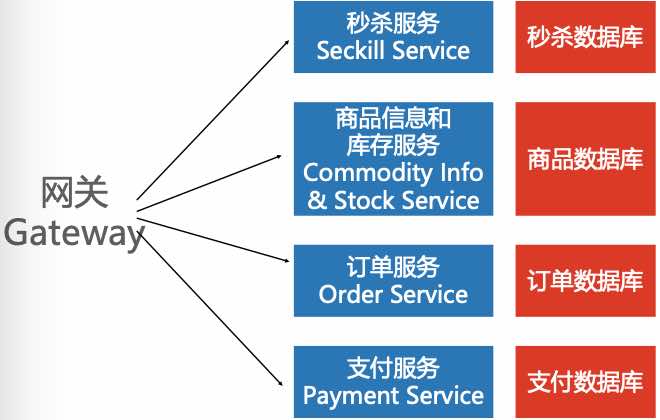 网关
Gateway
秒杀服务
Seckill Service
秒杀数据库
商品信息和
库存服务
Commodity Info
& Stock Service
商品数据库
订单服务
Order Service
订单数据库
支付服务
Payment Service
支付数据库